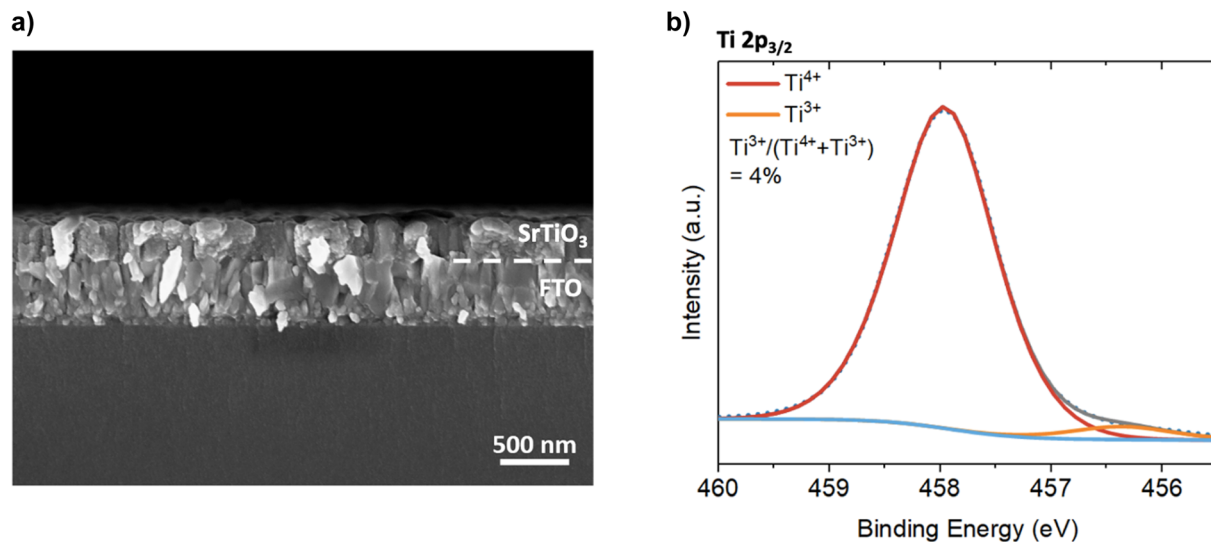 a)
SrTiO₃
FTO
500 nm
b)
Ti 2p₃/₂
Ti⁴⁺
Ti³⁺
Ti³⁺/(Ti⁴⁺+Ti³⁺)
= 4%
Intensity (a.u.)
460 459 458 457 456
Binding Energy (eV)